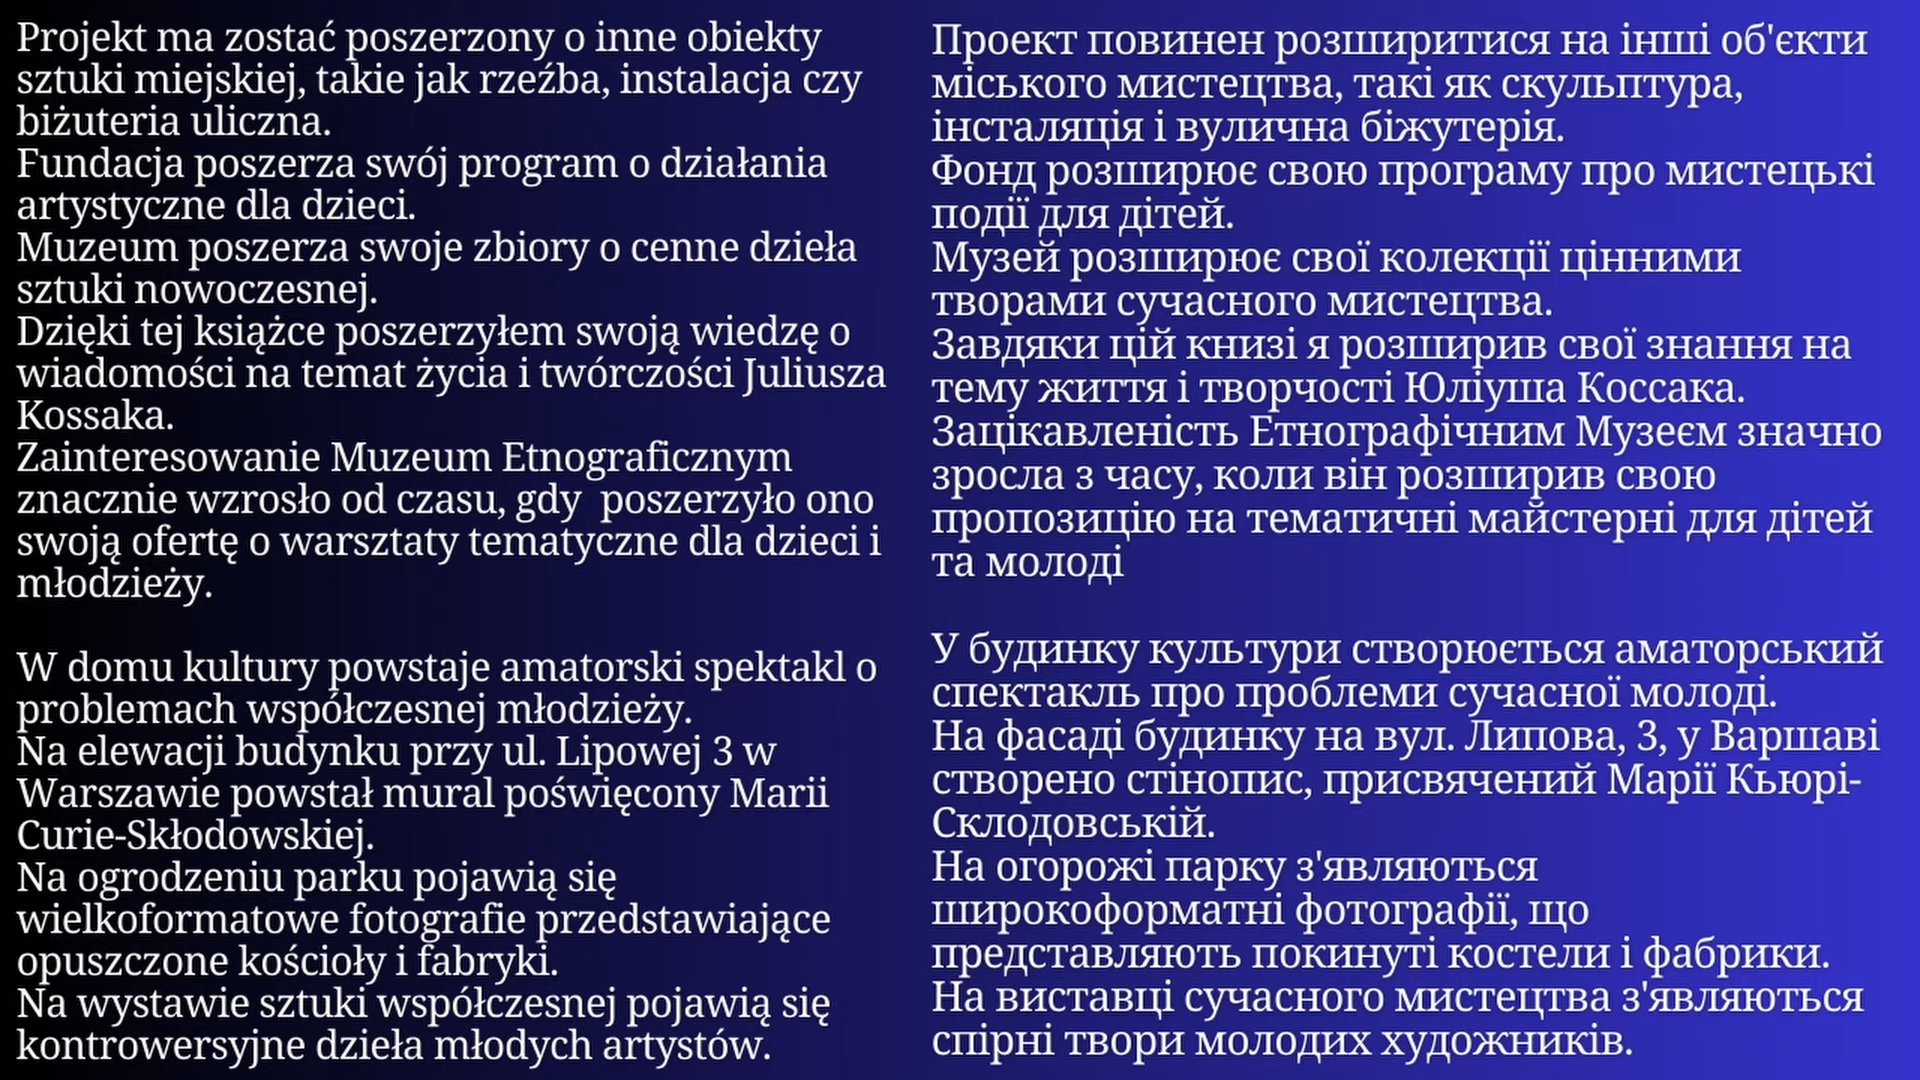 Projekt ma zostać poszerzony o inne obiekty
sztuki miejskiej, takie jak rzeźba, instalacja czy
biżuteria uliczna.
Fundacja poszerza swój program o działania
artystyczne dla dzieci.
Muzeum poszerza swoje zbiory o cenne dzieła
sztuki nowoczesnej.
Dzięki tej książce poszerzyłem swoją wiedzę o
wiadomości na temat życia i twórczości Juliusza
Kossaka.
Zainteresowanie Muzeum Etnograficznym
znacznie wzrosło od czasu, gdy  poszerzyło ono
swoją ofertę o warsztaty tematyczne dla dzieci i
młodzieży.
W domu kultury powstaje amatorski spektakl o
problemach współczesnej młodzieży.
Na elewacji budynku przy ul. Lipowej 3 w
Warszawie powstał mural poświęcony Marii
Curie-Skłodowskiej.
Na ogrodzeniu parku pojawią się
wielkoformatowe fotografie przedstawiające
opuszczone kościoły i fabryki.
Na wystawie sztuki współczesnej pojawią się
kontrowersyjne dzieła młodych artystów.
Проект повинен розширитися на інші об'єкти
міського мистецтва, такі як скульптура,
інсталяція і вулична біжутерія.
Фонд розширює свою програму про мистецькі
події для дітей.
Музей розширює свої колекції цінними
творами сучасного мистецтва.
Завдяки цій книзі я розширив свої знання на
тему життя і творчості Юліуша Коссака.
Зацікавленість Етнографічним Музеєм значно
зросла з часу, коли він розширив свою
пропозицію на тематичні майстерні для дітей
та молоді
У будинку культури створюється аматорський
спектакль про проблеми сучасної молоді.
На фасаді будинку на вул. Липова, 3, у Варшаві
створено стінопис, присвячений Марії Кьюрі-
Склодовській.
На огорожі парку з'являються
широкоформатні фотографії, що
представляють покинуті костели і фабрики.
На виставці сучасного мистецтва з'являються
спірні твори молодих художників.